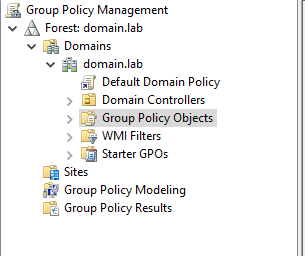 Group Policy Management
Forest: domain.lab
Domains
domain.lab
Default Domain Policy
Domain Controllers
Group Policy Objects
WMI Filters
Starter GPOs
Sites
Group Policy Modeling
Group Policy Results